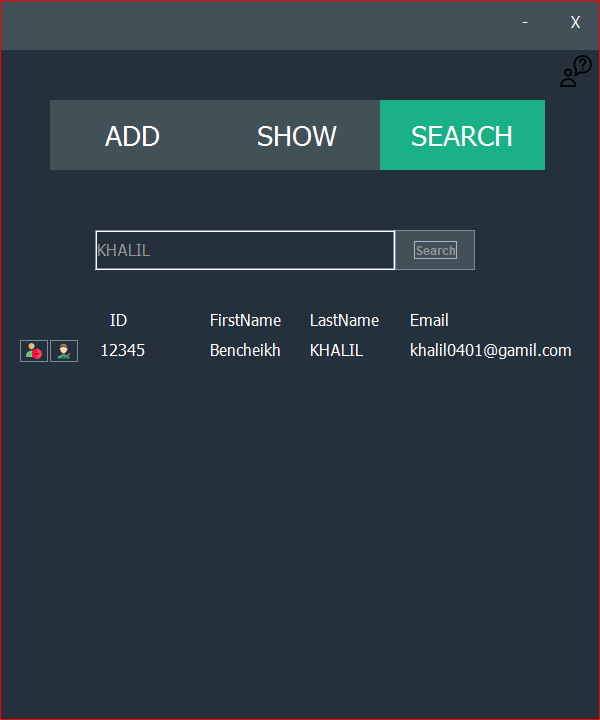 - X
ADD SHOW SEARCH
KHALIL Search
ID FirstName LastName Email
12345 Bencheikh KHALIL khalil0401@gamil.com